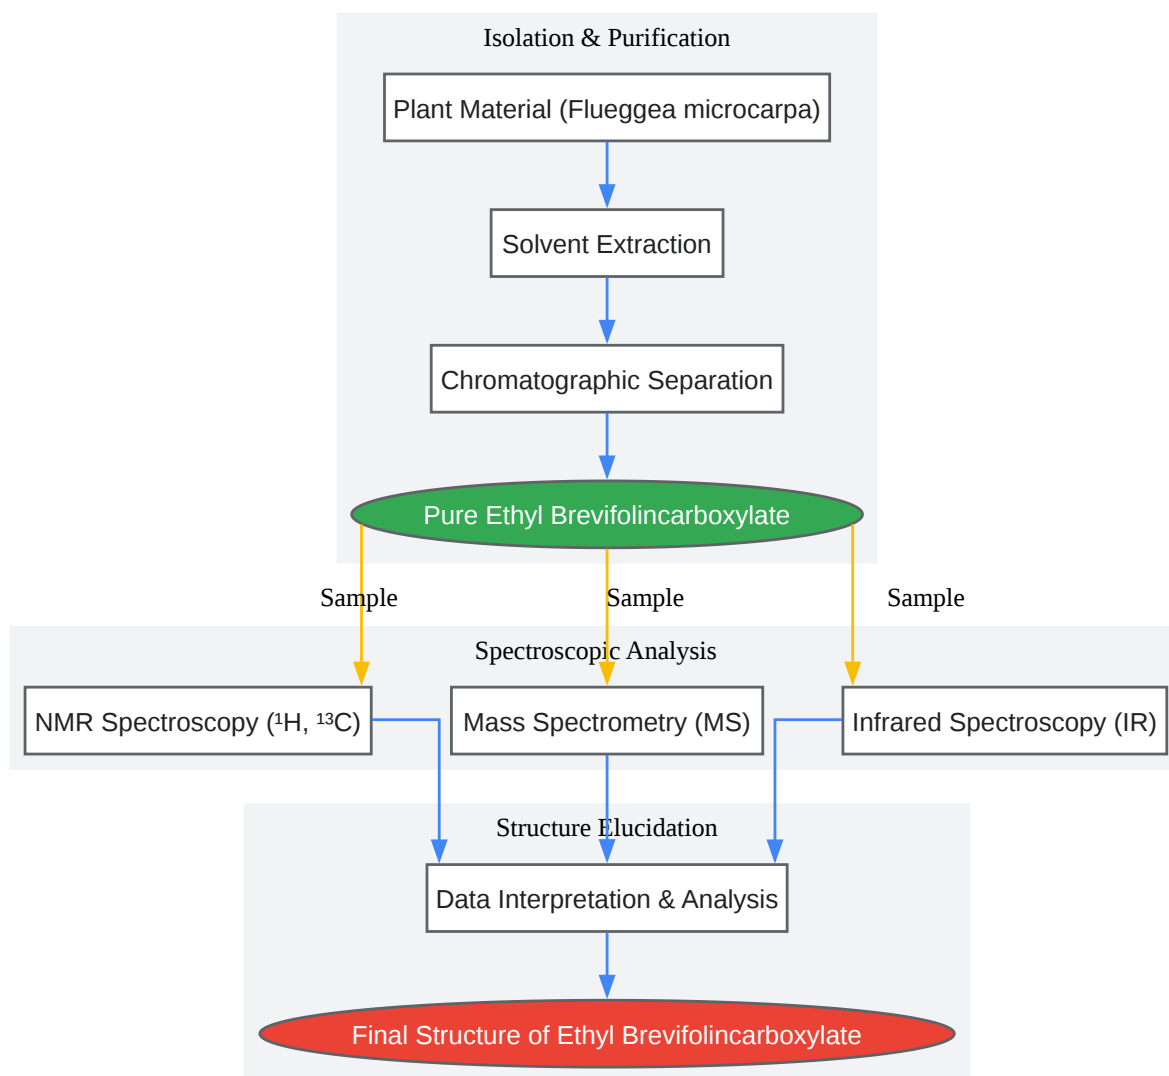 Isolation & Purification
Plant Material (Flueggea microcarpa)
Solvent Extraction
Chromatographic Separation
Pure Ethyl Brevifolincarboxylate
Sample
Sample
Sample
Spectroscopic Analysis
NMR Spectroscopy (¹H, ¹³C)
Mass Spectrometry (MS)
Infrared Spectroscopy (IR)
Structure Elucidation
Data Interpretation & Analysis
Final Structure of Ethyl Brevifolincarboxylate